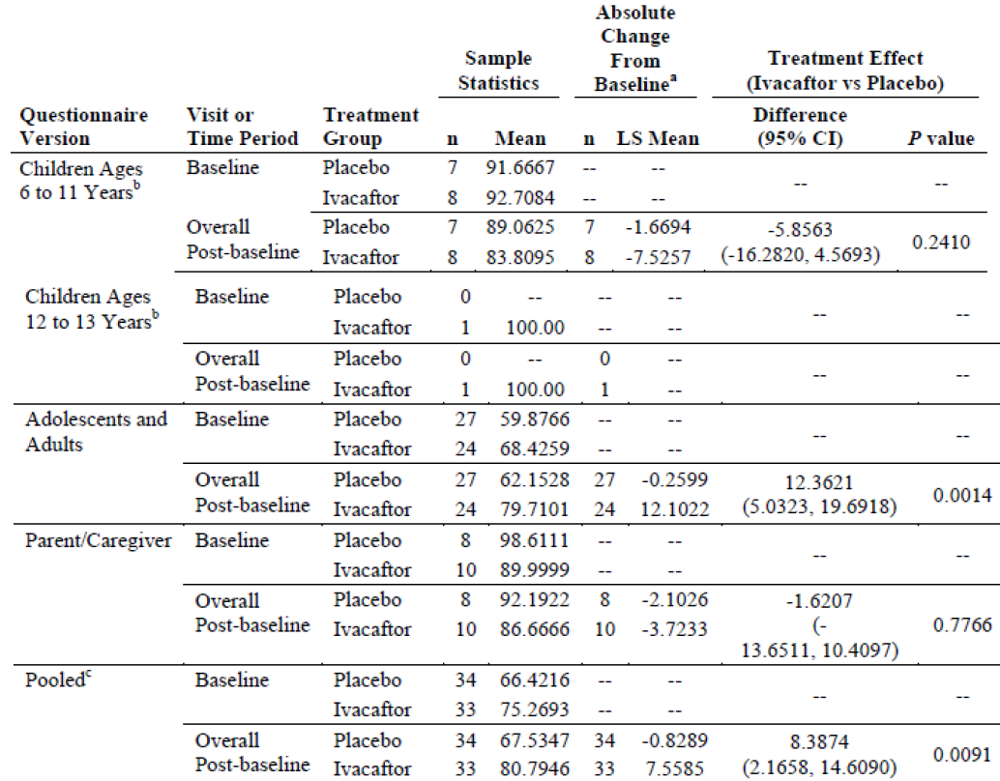 Absolute
Change
Sample From Treatment Effect
Statistics Baselineᵃ (Ivacaftor vs Placebo)
Questionnaire Visit or Treatment Difference
Version Time Period Group n Mean n LS Mean (95% CI) P value
Children Ages Baseline Placebo 7 91.6667 -- --
6 to 11 Yearsᵇ Ivacaftor 8 92.7084 -- -- -- --
Overall Placebo 7 89.0625 7 -1.6694 -5.8563 0.2410
Post-baseline Ivacaftor 8 83.8095 8 -7.5257 (-16.2820, 4.5693)
Children Ages Baseline Placebo 0 -- -- --
12 to 13 Yearsᵇ Ivacaftor 1 100.00 -- -- -- --
Overall Placebo 0 -- 0 --
Post-baseline Ivacaftor 1 100.00 1 -- -- --
Adolescents and Baseline Placebo 27 59.8766 -- --
Adults Ivacaftor 24 68.4259 -- -- -- --
Overall Placebo 27 62.1528 27 -0.2599 12.3621 0.0014
Post-baseline Ivacaftor 24 79.7101 24 12.1022 (5.0323, 19.6918)
Parent/Caregiver Baseline Placebo 8 98.6111 -- --
Ivacaftor 10 89.9999 -- -- -- --
Overall Placebo 8 92.1922 8 -2.1026 -1.6207
Post-baseline Ivacaftor 10 86.6666 10 -3.7233 (- 0.7766
13.6511, 10.4097)
Pooledᶜ Baseline Placebo 34 66.4216 -- --
Ivacaftor 33 75.2693 -- -- -- --
Overall Placebo 34 67.5347 34 -0.8289 8.3874 0.0091
Post-baseline Ivacaftor 33 80.7946 33 7.5585 (2.1658, 14.6090)